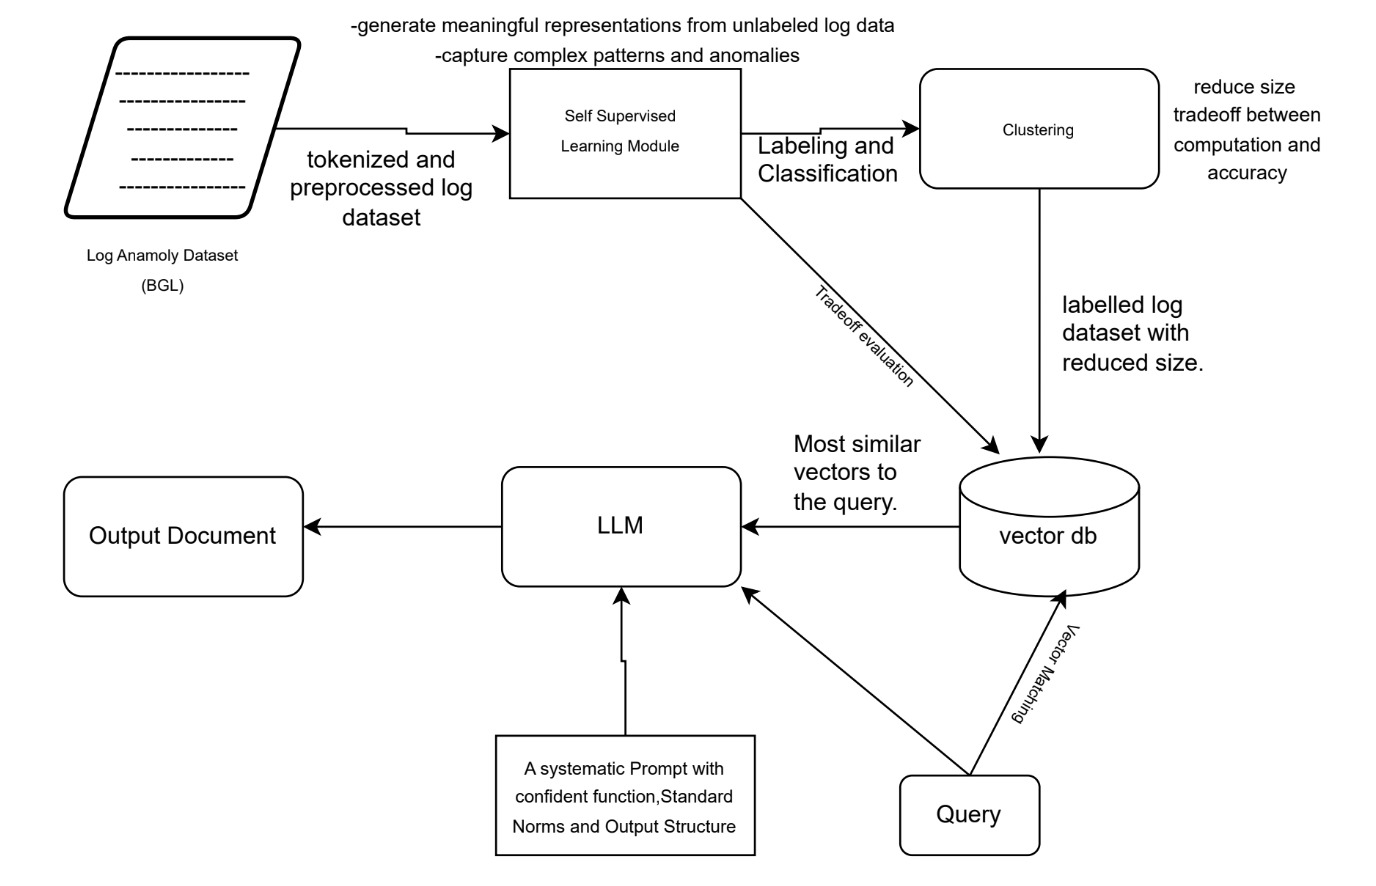 -generate meaningful representations from unlabeled log data
-capture complex patterns and anomalies
Self Supervised
Learning Module
Clustering
reduce size
tradeoff between
computation and
accuracy
tokenized and
preprocessed log
dataset
Labeling and
Classification
Log Anamoly Dataset
(BGL)
Tradeoff evaluation
labelled log
dataset with
reduced size.
Most similar
vectors to
the query.
Output Document
LLM
vector db
Vector Matching
A systematic Prompt with
confident function,Standard
Norms and Output Structure
Query